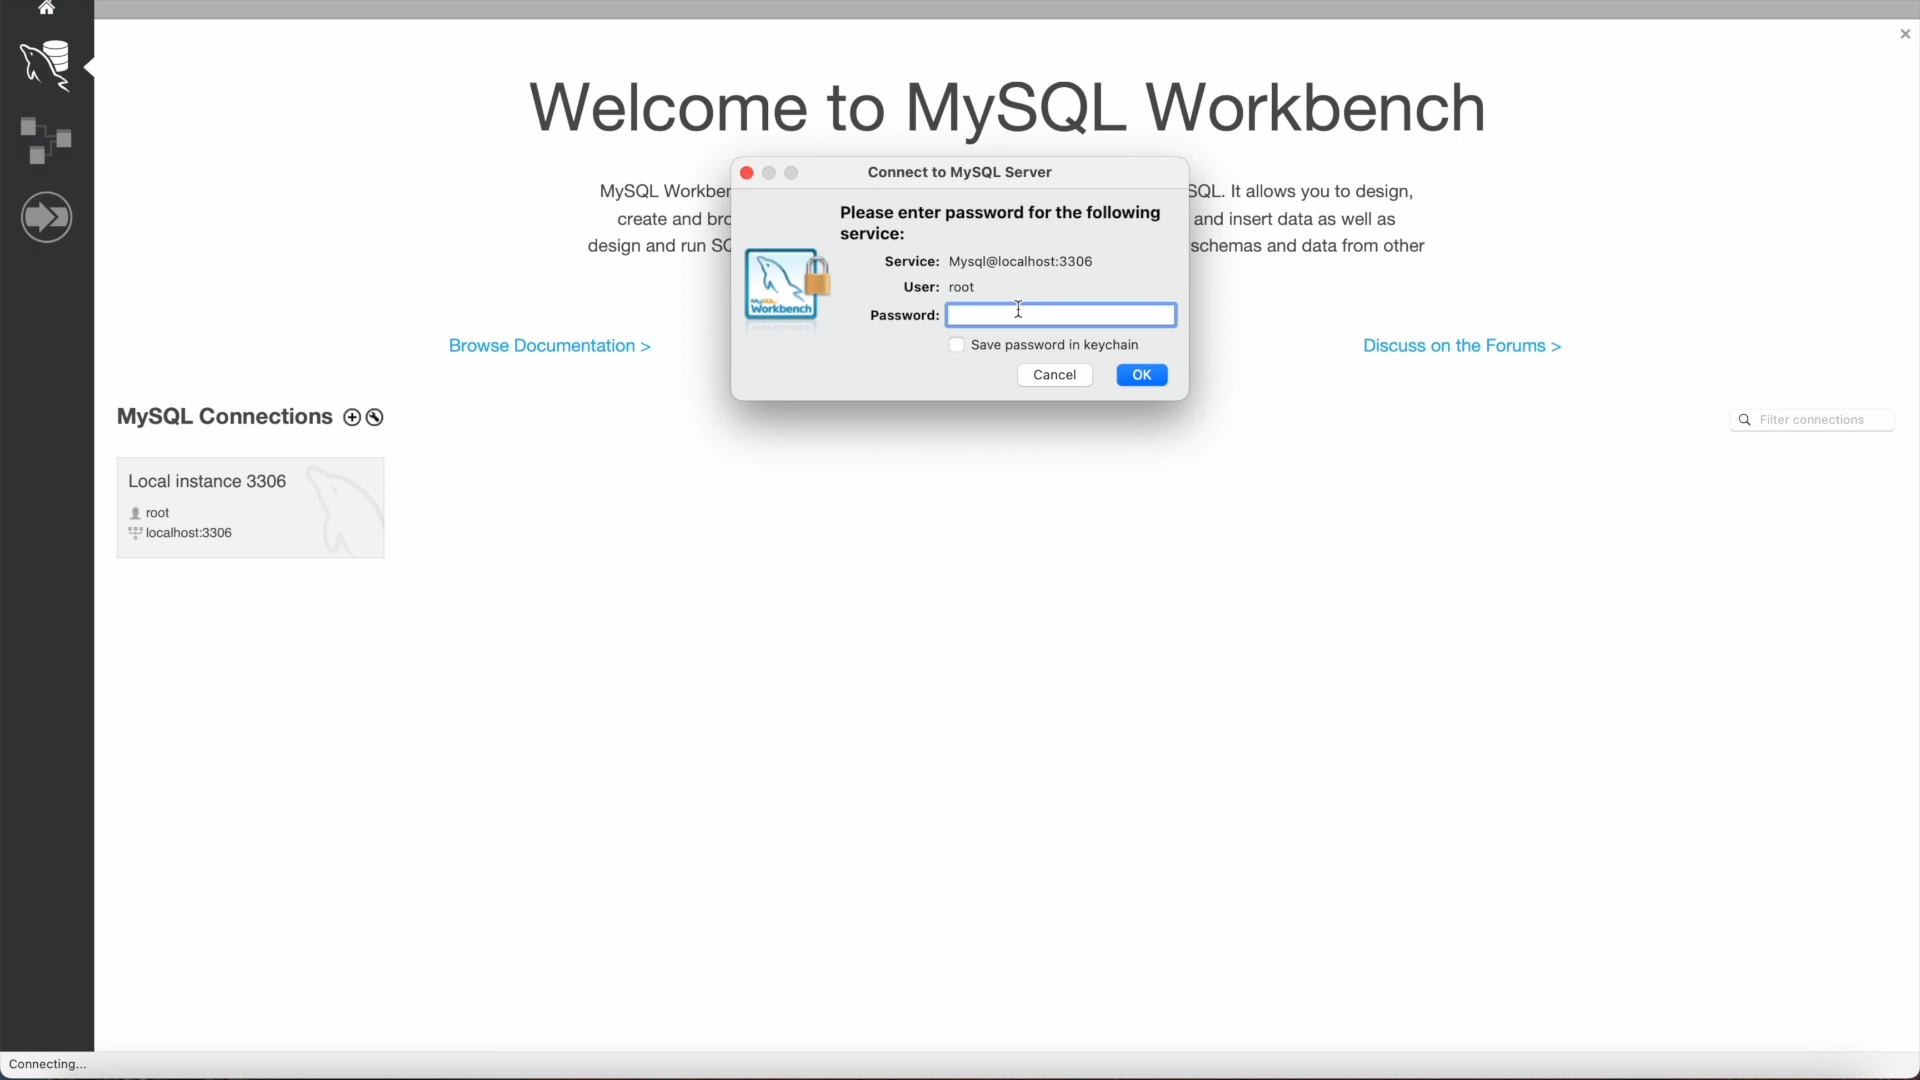 Welcome to MySQL Workbench
Connect to MySQL Server
MySQL Workben
SQL. It allows you to design,
create and bro
and insert data as well as
design and run SQ
schemas and data from other
Please enter password for the following
service:
Service: Mysql@localhost:3306
User: root
Password:
Save password in keychain
Cancel
OK
MySQL
Workbench
Browse Documentation >
Discuss on the Forums >
MySQL Connections
Filter connections
Local instance 3306
root
localhost:3306
Connecting...